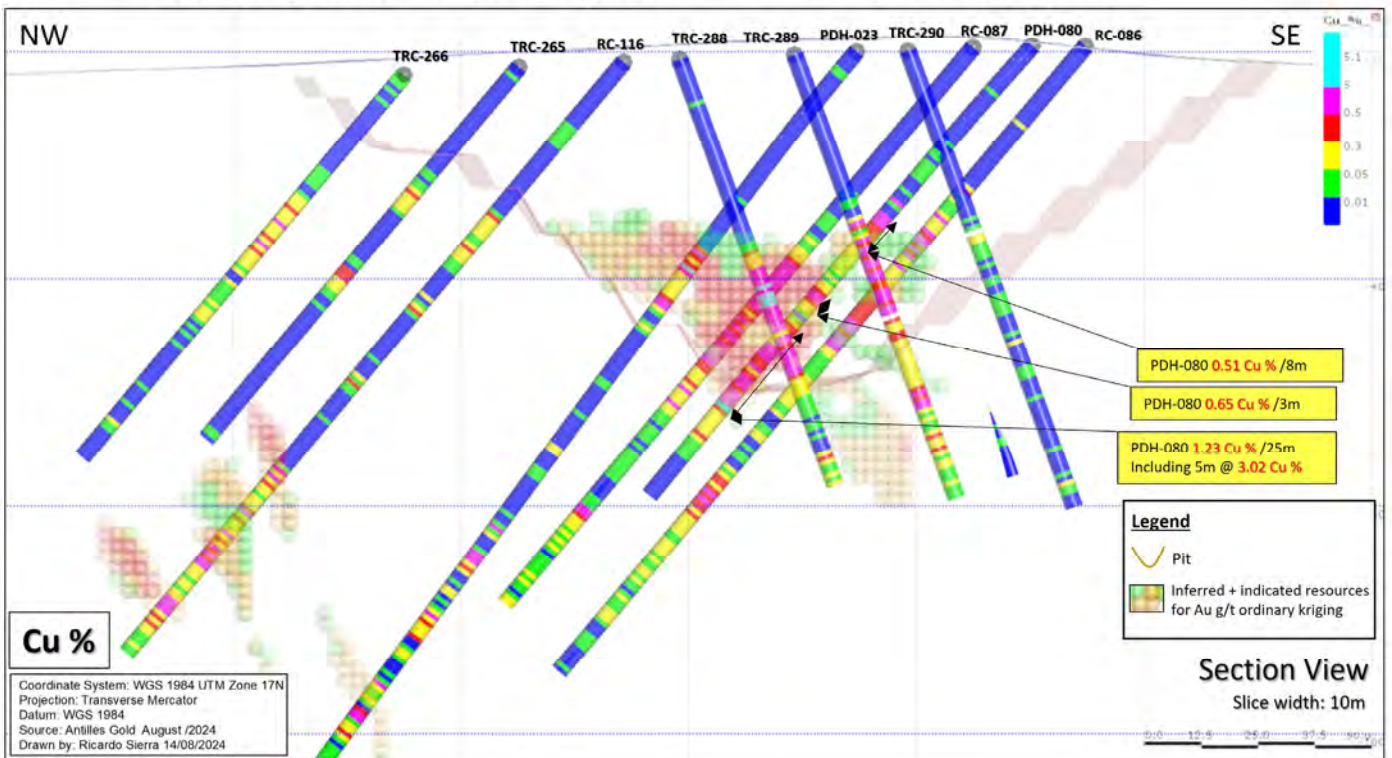 NW
SE
TRC-266
TRC-265
RC-116
TRC-288
TRC-289
PDH-023
TRC-290
RC-087
PDH-080
RC-086
Cu_%_
5.1
5
0.5
0.3
0.05
0.01
PDH-080 0.51 Cu % /8m
PDH-080 0.65 Cu % /3m
PDH-080 1.23 Cu % /25m
Including 5m @ 3.02 Cu %
Legend
Pit
Inferred + indicated resources
for Au g/t ordinary kriging
Cu %
Coordinate System: WGS 1984 UTM Zone 17N
Projection: Transverse Mercator
Datum: WGS 1984
Source: Antilles Gold August /2024
Drawn by: Ricardo Sierra 14/08/2024
Section View
Slice width: 10m
0.0 12.5 25.0 37.5